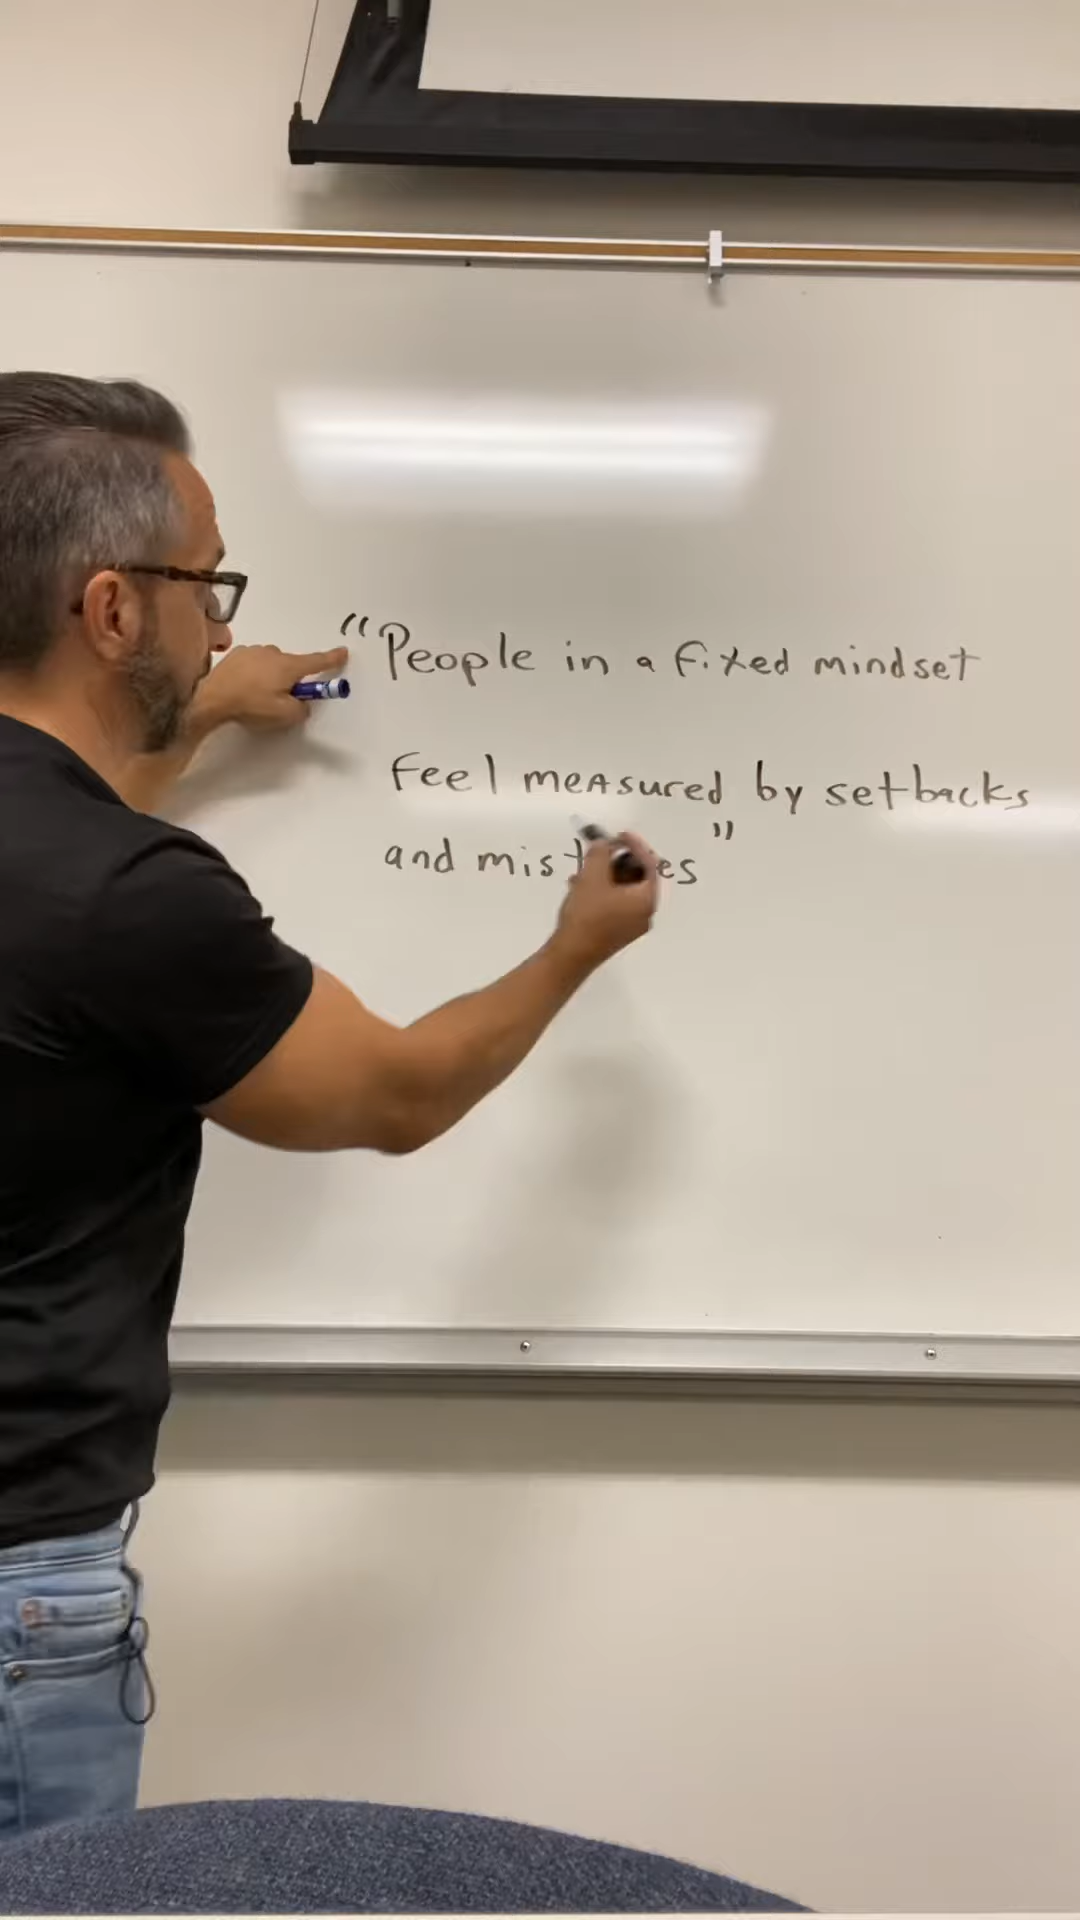 “People in a fixed mindset
feel measured by setbacks
and